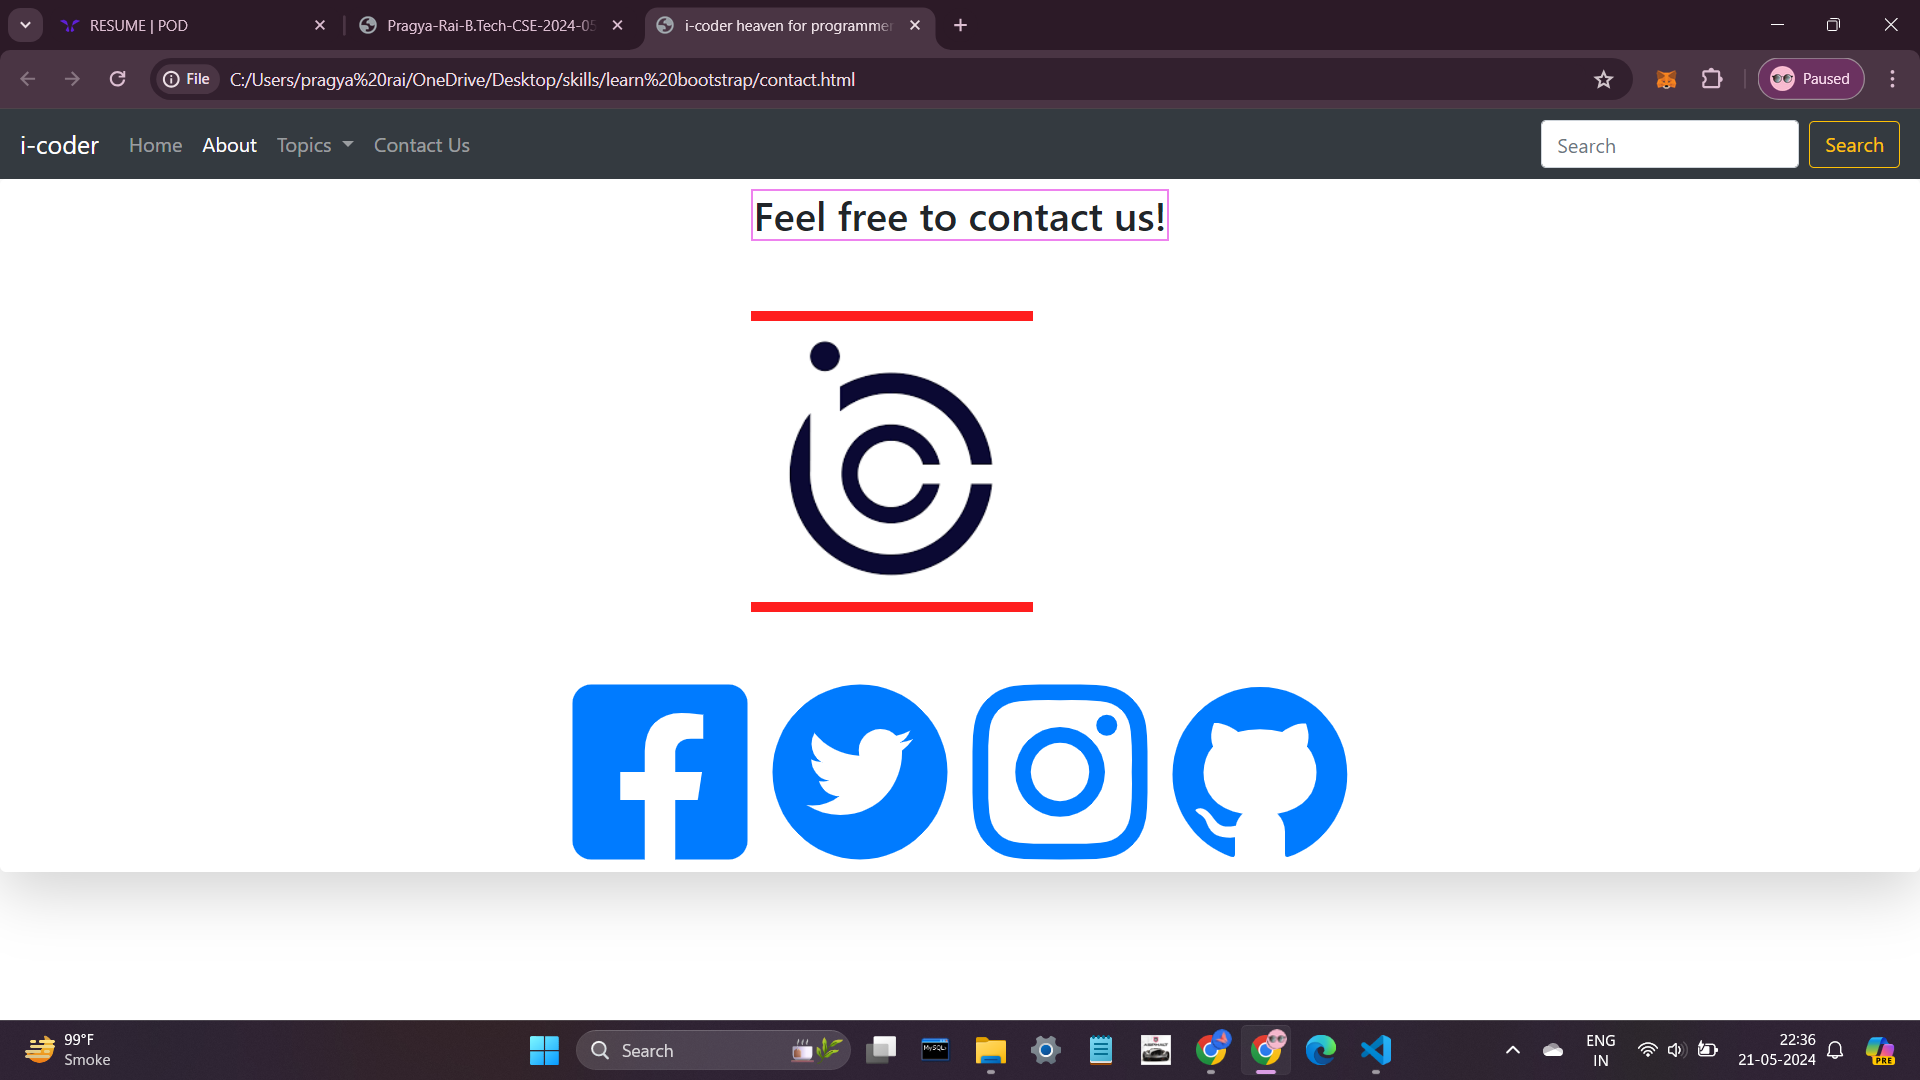 RESUME | POD
Pragya-Rai-B.Tech-CSE-2024-05
i-coder heaven for programmer
File
C:/Users/pragya%20rai/OneDrive/Desktop/skills/learn%20bootstrap/contact.html
Paused
i-coder
Home
About
Topics
Contact Us
Search
Search
Feel free to contact us!
99°F
Smoke
Search
MySQL
ENG
IN
22:36
21-05-2024
PRE